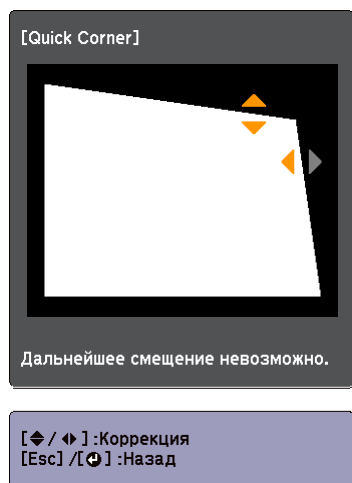 [Quick Corner]
Дальнейшее смещение невозможно.
[ / ] :Коррекция
[Esc] /[ ] :Назад